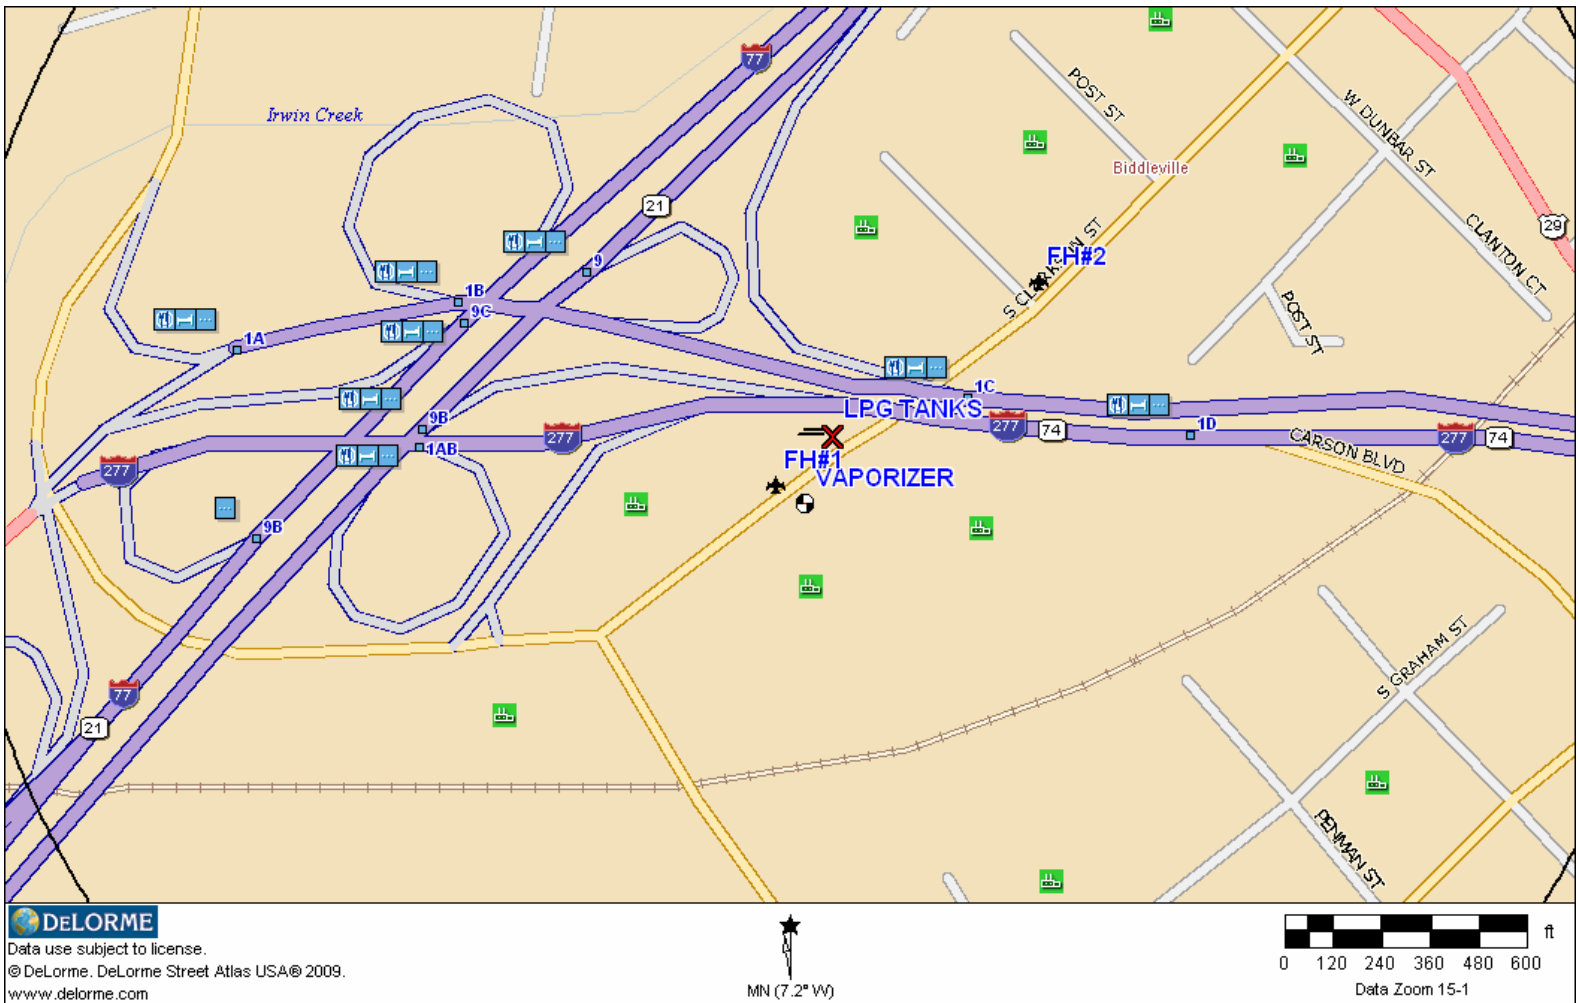 77
Irwin Creek
POST ST
W DUNBAR ST
Biddleville
21
29
CLANTON CT
S CLARKSON ST
FH#2
9
1B
9C
1A
POST ST
1C
LPG TANKS
277
74
1D
9B
1AB
277
CARSON BLVD
277
74
277
FH#1
VAPORIZER
9B
S GRAHAM ST
77
21
PENMAN ST
DELORME
Data use subject to license.
© DeLorme. DeLorme Street Atlas USA® 2009.
www.delorme.com
MN (7.2° W)
ft
0 120 240 360 480 600
Data Zoom 15-1